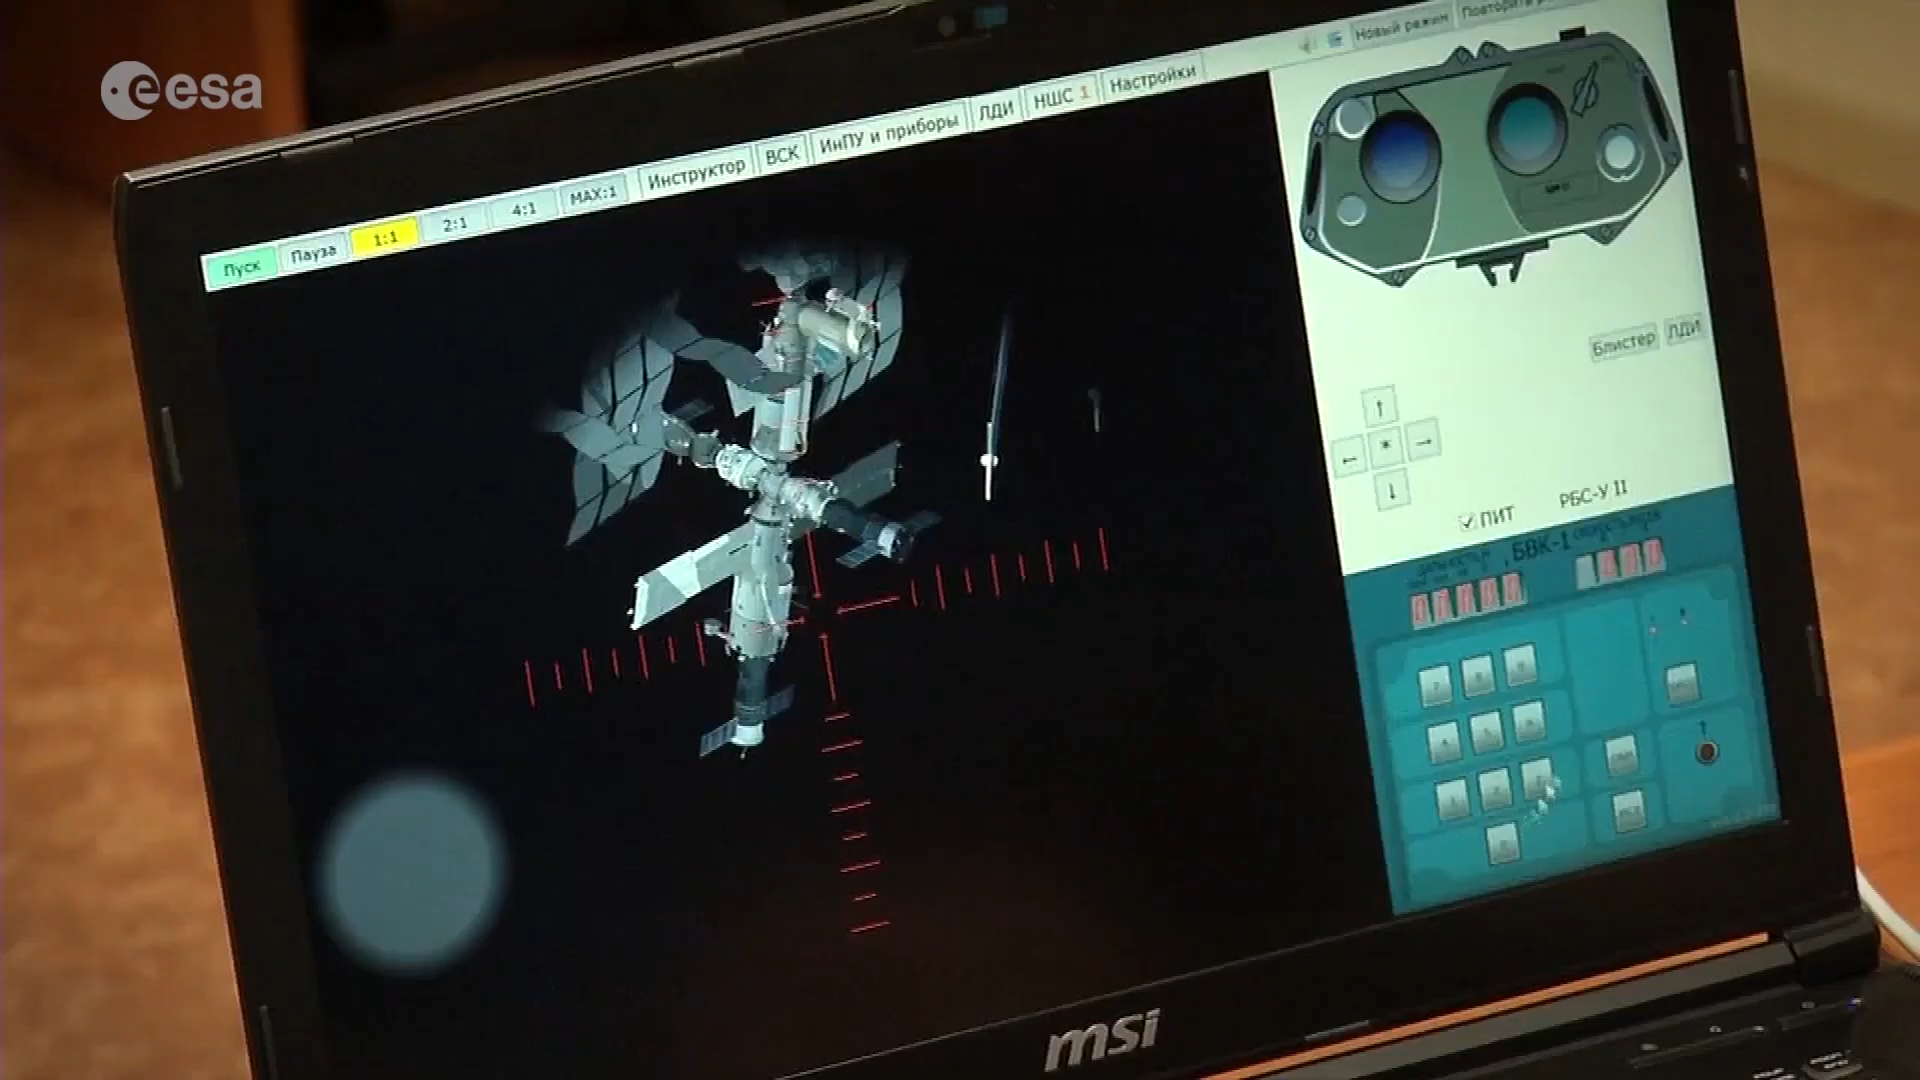 esa
Новый режим
Пуск Пауза 1:1 2:1 4:1 MAX:1 Инструктор ВСК ИнПУ и приборы ЛДИ НШС 1 Настройки
Блистер ЛДИ
↑
← * →
↓
ПИТ РБС-У II
БВК-1
msi